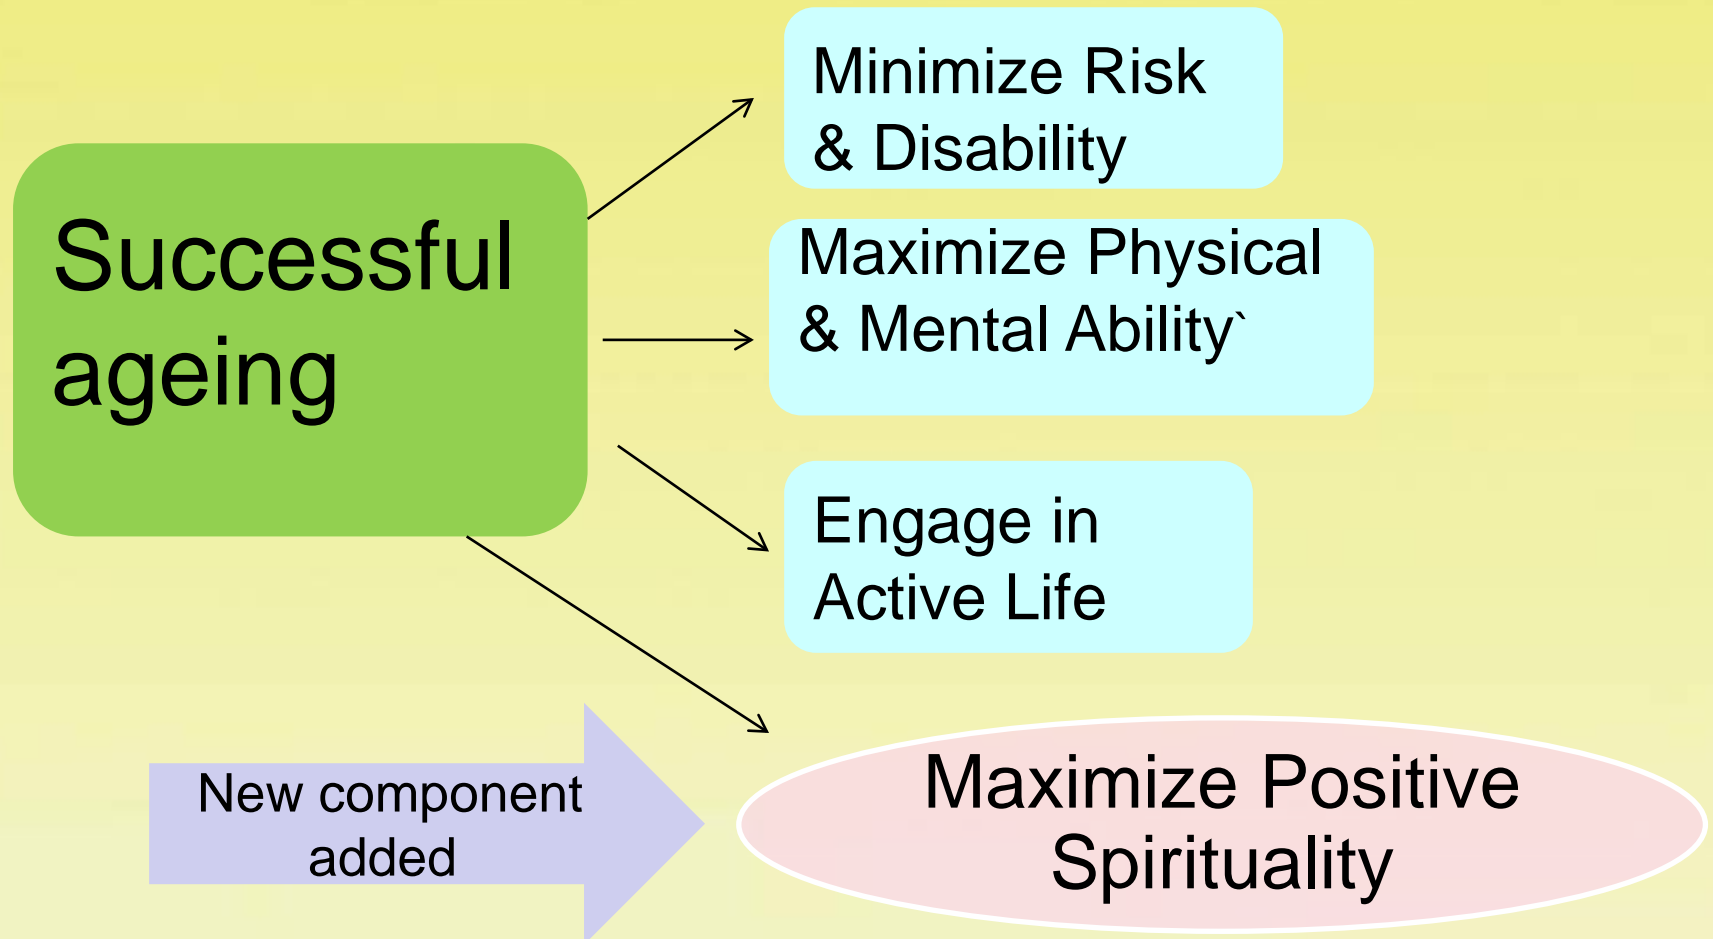 Successful
ageing
Minimize Risk
& Disability
Maximize Physical
& Mental Ability`
Engage in
Active Life
New component
added
Maximize Positive
Spirituality